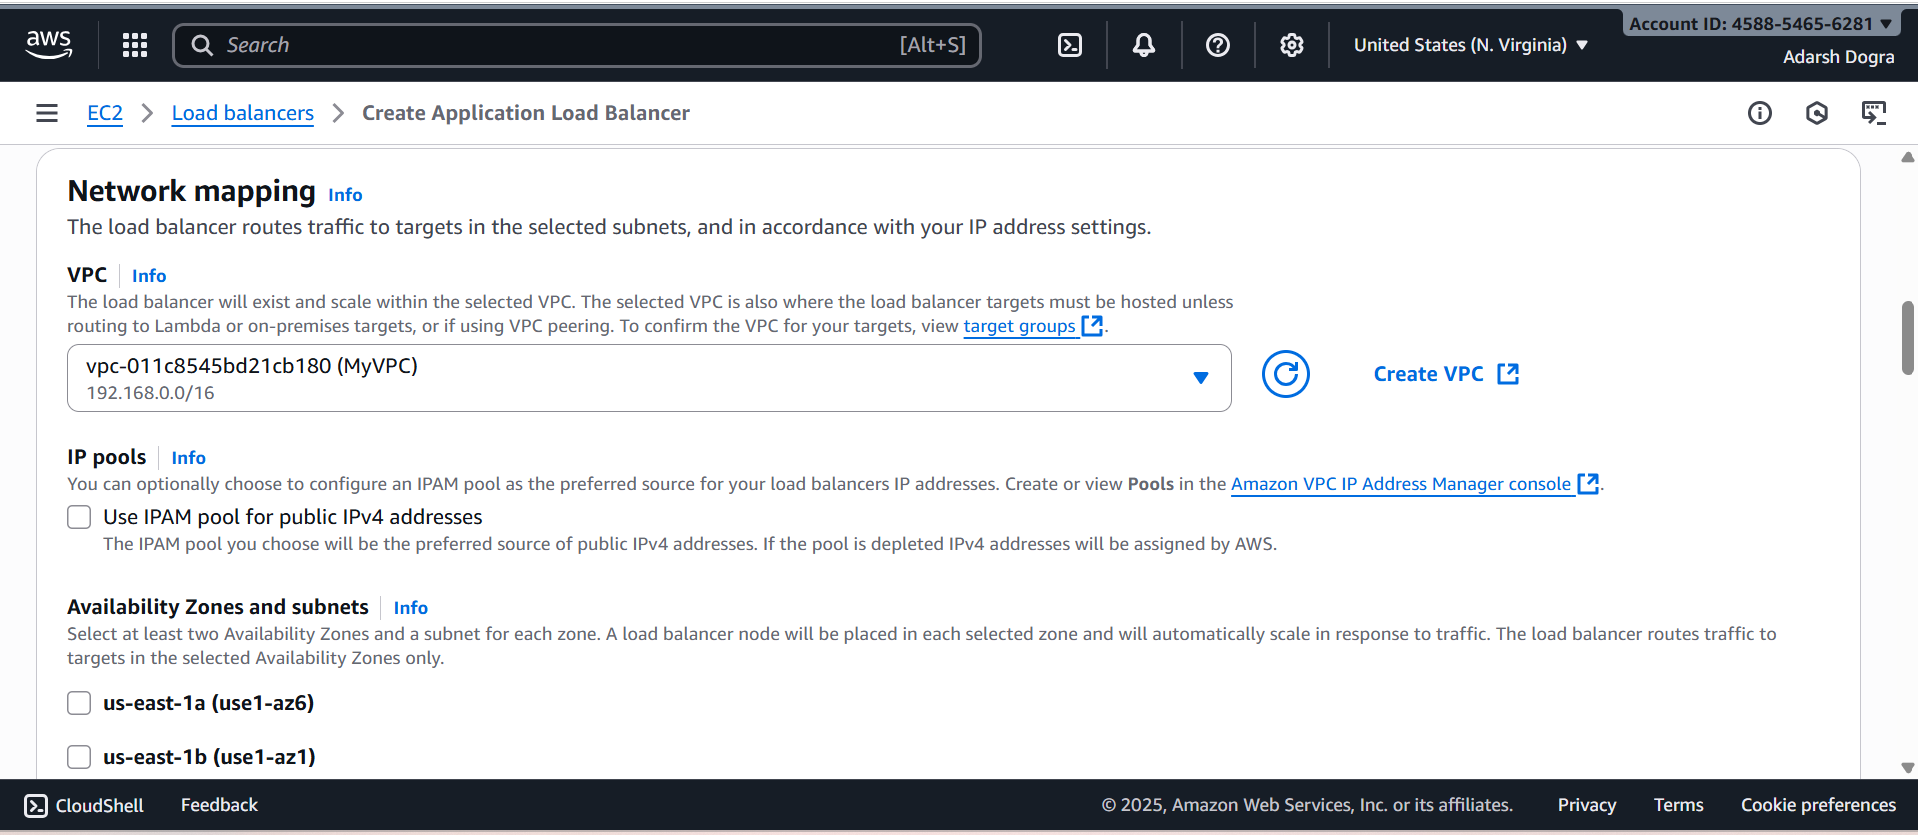 aws
Search
[Alt+S]
United States (N. Virginia)
Account ID: 4588-5465-6281
Adarsh Dogra
EC2
Load balancers
Create Application Load Balancer
Network mapping Info
The load balancer routes traffic to targets in the selected subnets, and in accordance with your IP address settings.
VPC Info
The load balancer will exist and scale within the selected VPC. The selected VPC is also where the load balancer targets must be hosted unless
routing to Lambda or on-premises targets, or if using VPC peering. To confirm the VPC for your targets, view target groups.
vpc-011c8545bd21cb180 (MyVPC)
192.168.0.0/16
Create VPC
IP pools Info
You can optionally choose to configure an IPAM pool as the preferred source for your load balancers IP addresses. Create or view Pools in the Amazon VPC IP Address Manager console.
Use IPAM pool for public IPv4 addresses
The IPAM pool you choose will be the preferred source of public IPv4 addresses. If the pool is depleted IPv4 addresses will be assigned by AWS.
Availability Zones and subnets Info
Select at least two Availability Zones and a subnet for each zone. A load balancer node will be placed in each selected zone and will automatically scale in response to traffic. The load balancer routes traffic to
targets in the selected Availability Zones only.
us-east-1a (use1-az6)
us-east-1b (use1-az1)
CloudShell
Feedback
© 2025, Amazon Web Services, Inc. or its affiliates.
Privacy
Terms
Cookie preferences